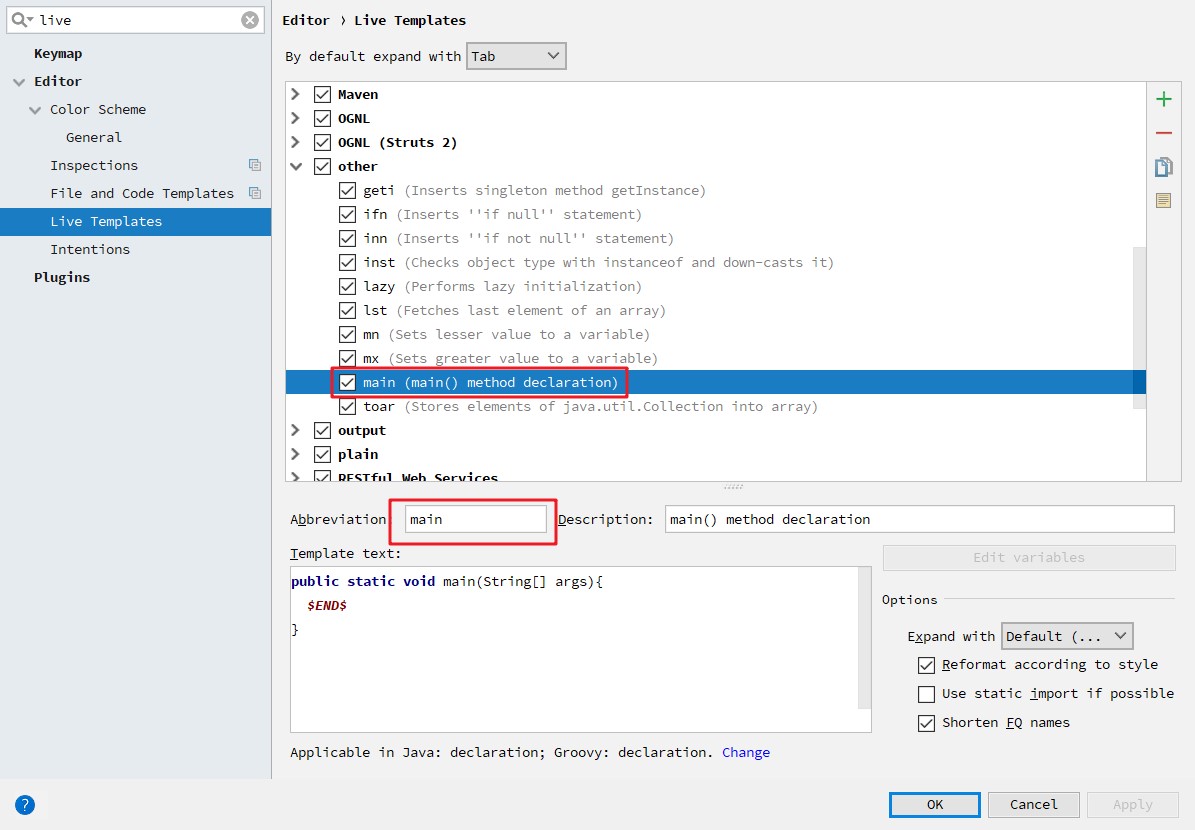 live
Keymap
Editor
Color Scheme
General
Inspections
File and Code Templates
Live Templates
Intentions
Plugins
Editor › Live Templates
By default expand with Tab
Maven
OGNL
OGNL (Struts 2)
other
geti (Inserts singleton method getInstance)
ifn (Inserts ''if null'' statement)
inn (Inserts ''if not null'' statement)
inst (Checks object type with instanceof and down-casts it)
lazy (Performs lazy initialization)
lst (Fetches last element of an array)
mn (Sets lesser value to a variable)
mx (Sets greater value to a variable)
main (main() method declaration)
toar (Stores elements of java.util.Collection into array)
output
plain
RESTful Web Services
Abbreviation: main Description: main() method declaration
Template text:
public static void main(String[] args){
$END$
}
Edit variables
Options
Expand with Default (...
Reformat according to style
Use static import if possible
Shorten FQ names
Applicable in Java: declaration; Groovy: declaration. Change
?
OK Cancel Apply